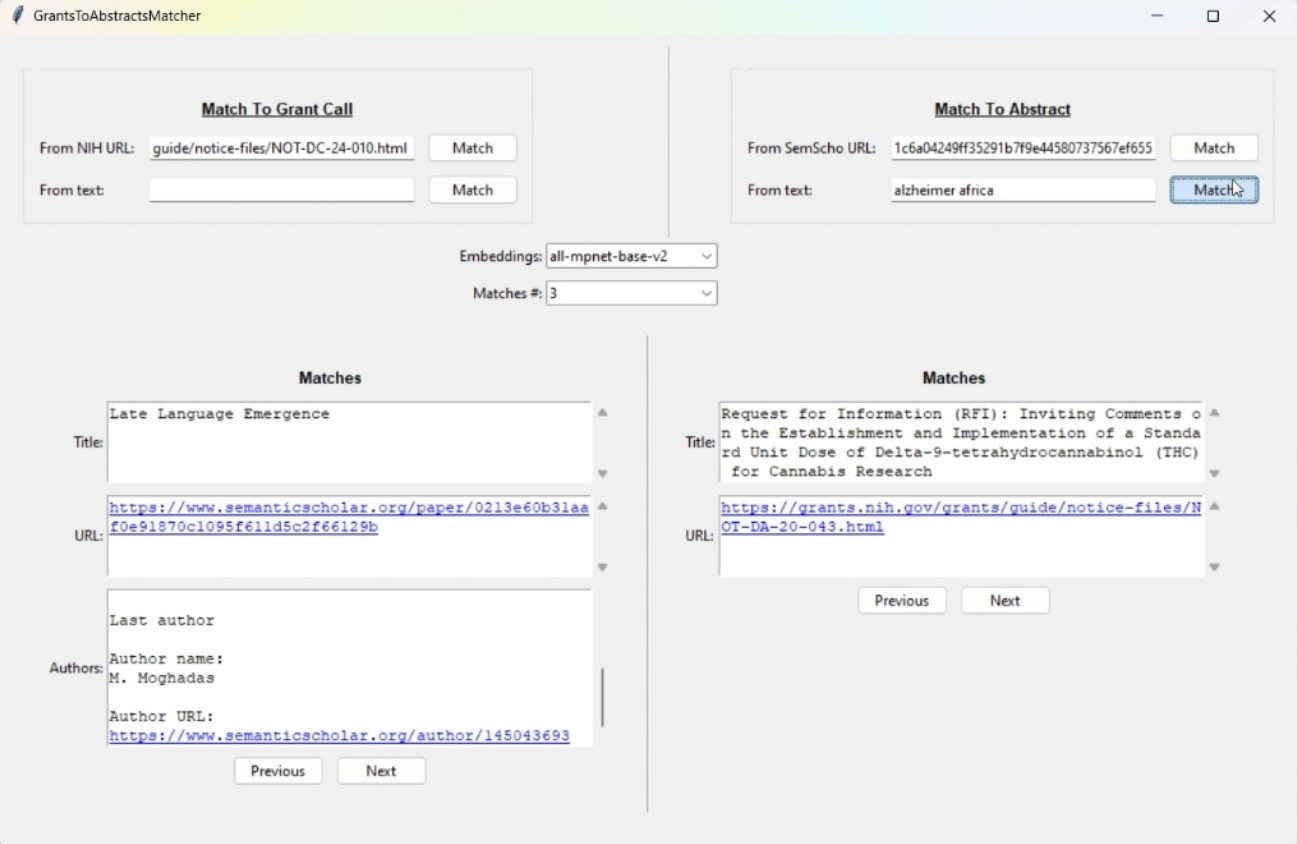 GrantsToAbstractsMatcher
Match To Grant Call
From NIH URL: guide/notice-files/NOT-DC-24-010.html Match
From text: Match
Match To Abstract
From SemScho URL: 1c6a04249ff35291b7f9e44580737567ef655 Match
From text: alzheimer africa Match
Embeddings: all-mpnet-base-v2
Matches #: 3
Matches
Title: Late Language Emergence
URL: https://www.semanticscholar.org/paper/0213e60b31aa
f0e91870c1095f611d5c2f66129b
Authors:
Last author
Author name:
M. Moghadas
Author URL:
https://www.semanticscholar.org/author/145043693
Previous Next
Matches
Title: Request for Information (RFI): Inviting Comments o
n the Establishment and Implementation of a Standa
rd Unit Dose of Delta-9-tetrahydrocannabinol (THC)
for Cannabis Research
URL: https://grants.nih.gov/grants/guide/notice-files/N
OT-DA-20-043.html
Previous Next